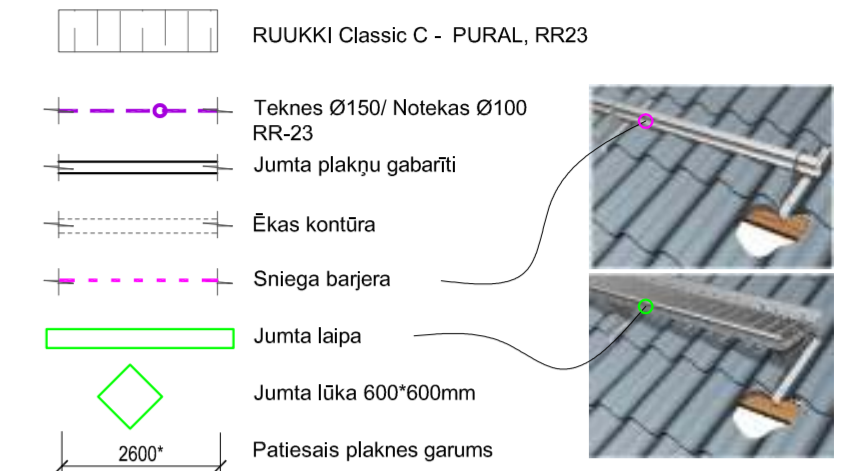 RUUKKI Classic C - PURAL, RR23
Teknes Ø150/ Notekas Ø100
RR-23
Jumta plakņu gabarīti
Ēkas kontūra
Sniega barjera
Jumta laipa
Jumta lūka 600*600mm
2600*
Patiesais plaknes garums